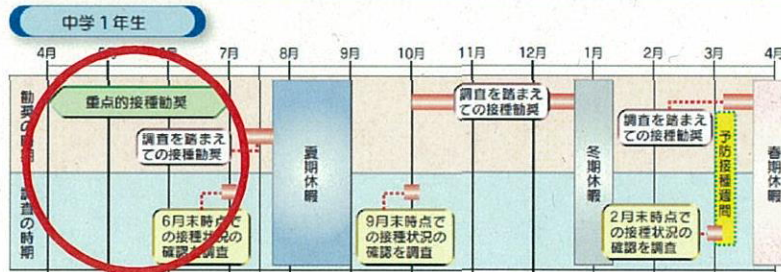 中学1年生
4月
7月
8月
9月
10月
11月
12月
1月
2月
3月
4月
勧奨の時期
重点的接種勧奨
調査を踏まえ
ての接種勧奨
夏期休暇
調査を踏まえ
ての接種勧奨
冬期休暇
調査を踏まえ
ての接種勧奨
予防接種週間
春期休暇
調査の時期
6月末時点で
の接種状況の
確認を調査
9月末時点で
の接種状況の
確認を調査
2月末時点で
の接種状況の
確認を調査